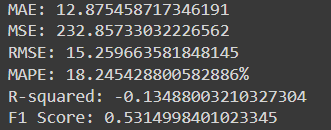 MAE: 12.875458717346191
MSE: 232.85733032226562
RMSE: 15.259663581848145
MAPE: 18.245428800582886%
R-squared: -0.13488003210327304
F1 Score: 0.5314998401023345